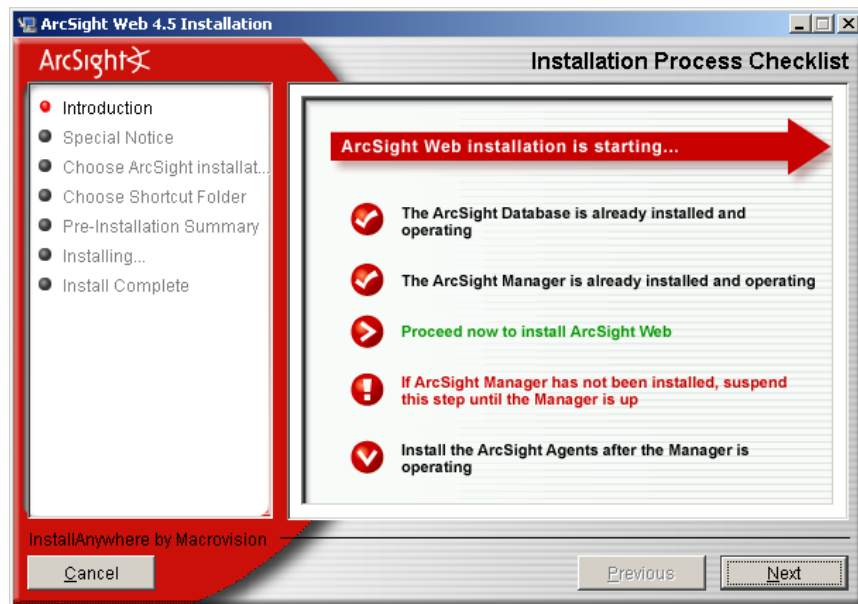 ArcSight Web 4.5 Installation
ArcSight
Installation Process Checklist
Introduction
Special Notice
Choose ArcSight installat...
Choose Shortcut Folder
Pre-Installation Summary
Installing...
Install Complete
ArcSight Web installation is starting...
The ArcSight Database is already installed and
operating
The ArcSight Manager is already installed and operating
Proceed now to install ArcSight Web
If ArcSight Manager has not been installed, suspend
this step until the Manager is up
Install the ArcSight Agents after the Manager is
operating
InstallAnywhere by Macrovision
Cancel
Previous
Next